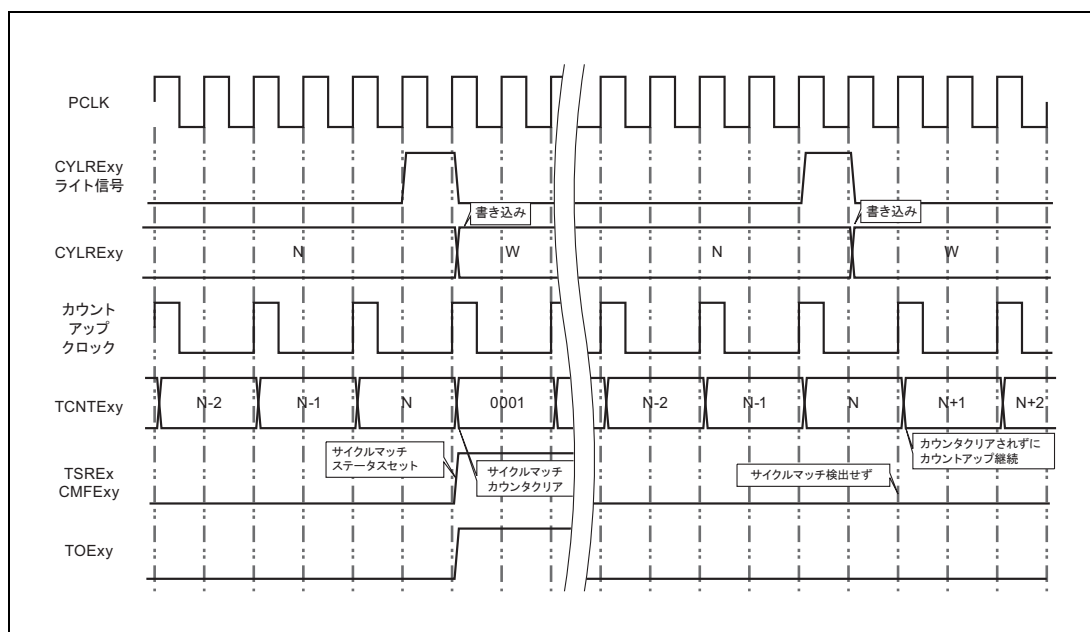 PCLK
CYLRExy
ライト信号
書き込み
書き込み
CYLRExy
N
W
N
W
カウント
アップ
クロック
TCNTExy
N-2
N-1
N
0001
N-2
N-1
N
N+1
N+2
サイクルマッチ
ステータスセット
サイクルマッチ
カウンタクリア
カウンタクリアされずに
カウントアップ継続
サイクルマッチ検出せず
TSREx
CMFExy
TOExy